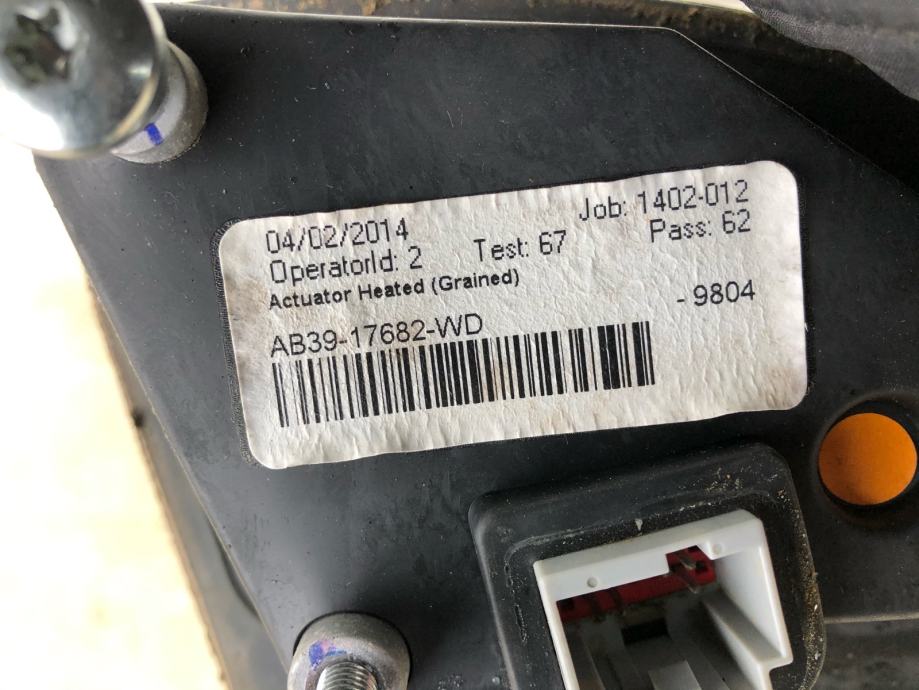 Job: 1402-012
04/02/2014
Pass: 62
OperatorId: 2 Test: 67
Actuator Heated (Grained)
- 9804
AB39-17682-WD